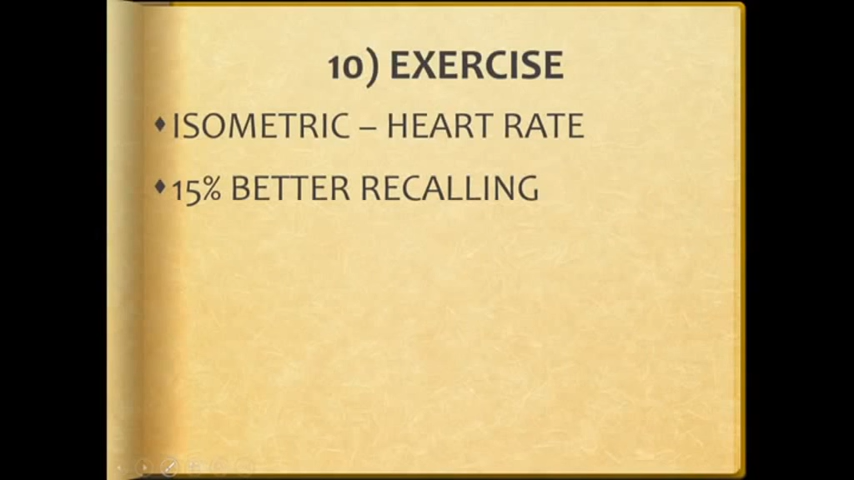 10) EXERCISE
♦ISOMETRIC – HEART RATE
♦15% BETTER RECALLING